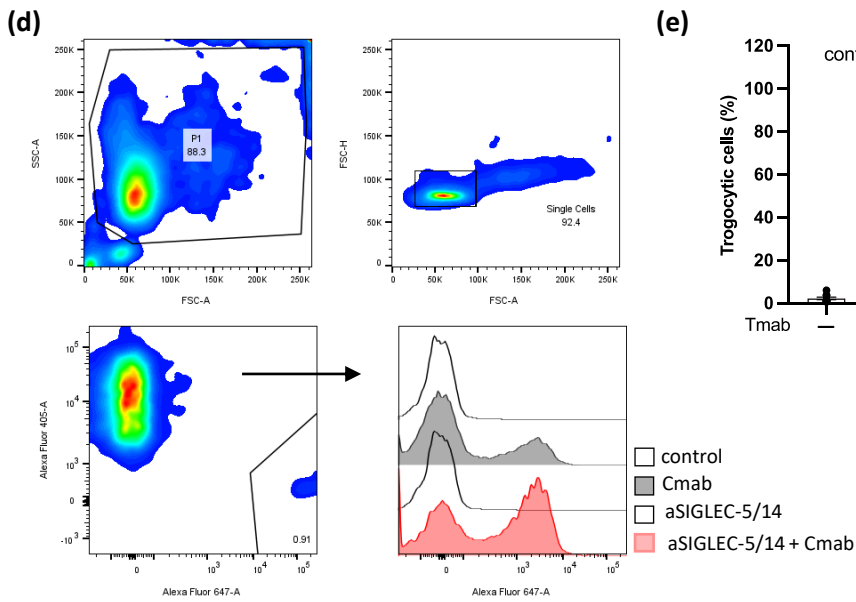 (d)
250K
200K
150K
100K
50K
0
SSC-A
P1
88.3
0 50K 100K 150K 200K 250K
FSC-A
250K
200K
150K
100K
50K
0
FSC-H
Single Cells
92.4
0 50K 100K 150K 200K 250K
FSC-A
(e)
120
100
80
60
40
20
0
Trogocytic cells (%)
cont
Tmab —
10^5
10^4
10^3
0
-10^3
Alexa Fluor 405-A
0.91
0 10^3 10^4 10^5
Alexa Fluor 647-A
0 10^3 10^4 10^5
Alexa Fluor 647-A
control
Cmab
aSIGLEC-5/14
aSIGLEC-5/14 + Cmab